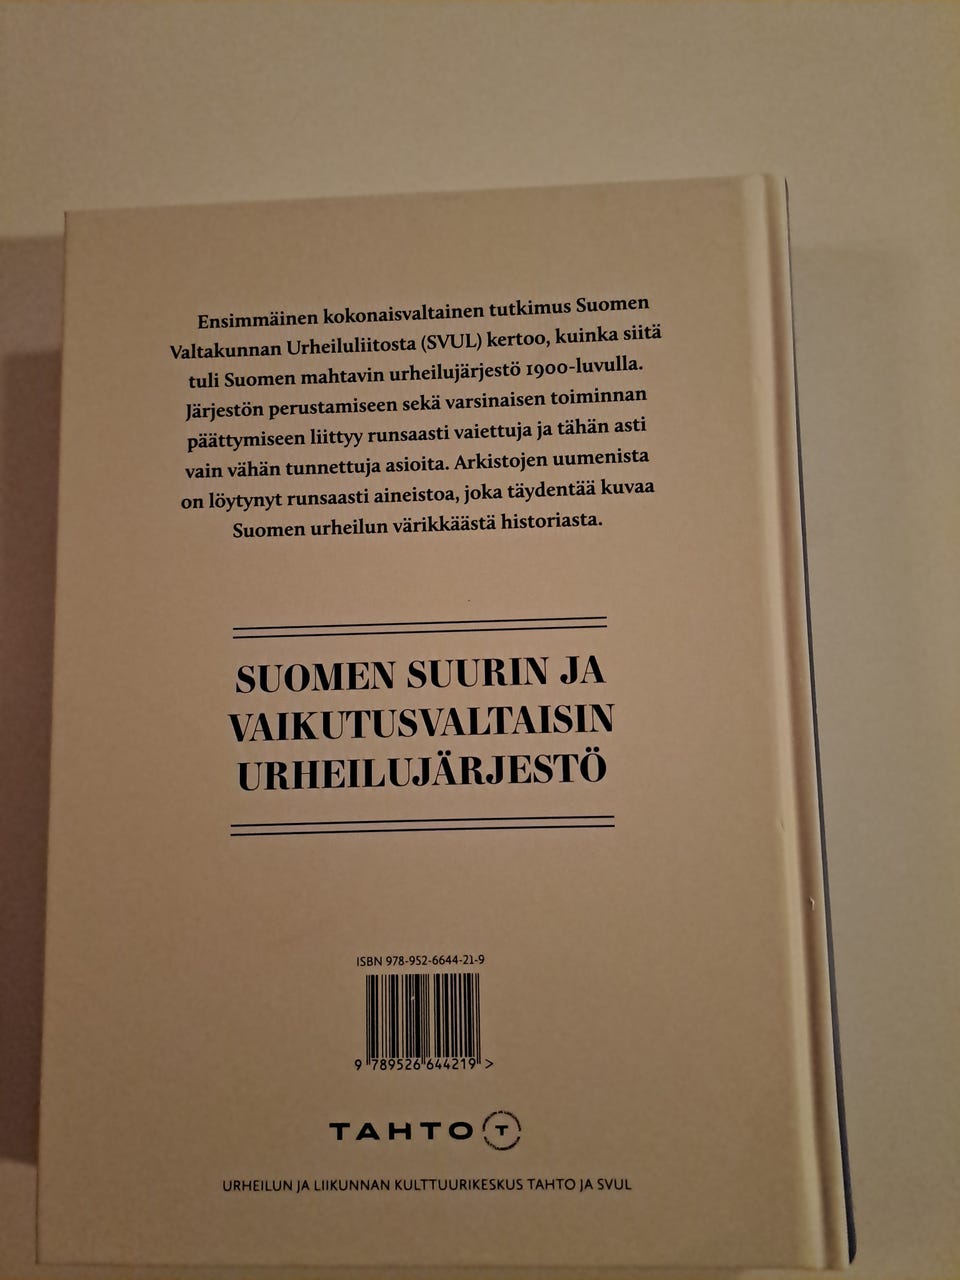 Ensimmäinen kokonaisvaltainen tutkimus Suomen
Valtakunnan Urheiluliitosta (SVUL) kertoo, kuinka siitä
tuli Suomen mahtavin urheilujärjestö 1900-luvulla.
Järjestön perustamiseen sekä varsinaisen toiminnan
päättymiseen liittyy runsaasti vaiettuja ja tähän asti
vain vähän tunnettuja asioita. Arkistojen uumenista
on löytynyt runsaasti aineistoa, joka täydentää kuvaa
Suomen urheilun värikkäästä historiasta.
SUOMEN SUURIN JA
VAIKUTUSVALTAISIN
URHEILUJÄRJESTÖ
ISBN 978-952-6644-21-9
9 789526 644219 >
TAHTO T
URHEILUN JA LIIKUNNAN KULTTUURIKESKUS TAHTO JA SVUL